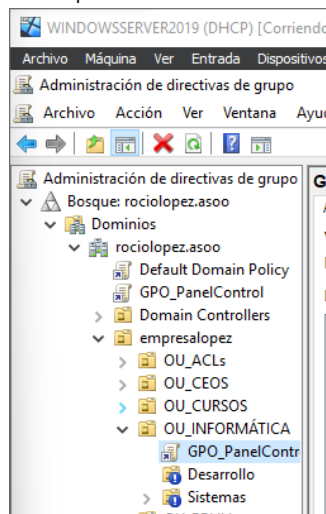 WINDOWSSERVER2019 (DHCP) [Corriendo
Archivo Máquina Ver Entrada Dispositivos
Administración de directivas de grupo
Archivo Acción Ver Ventana Ayu
Administración de directivas de grupo
G
Bosque: rociolopez.asoo
Dominios
rociolopez.asoo
Default Domain Policy
GPO_PanelControl
Domain Controllers
empresalopez
OU_ACLs
OU_CEOS
OU_CURSOS
OU_INFORMÁTICA
GPO_PanelContr
Desarrollo
Sistemas